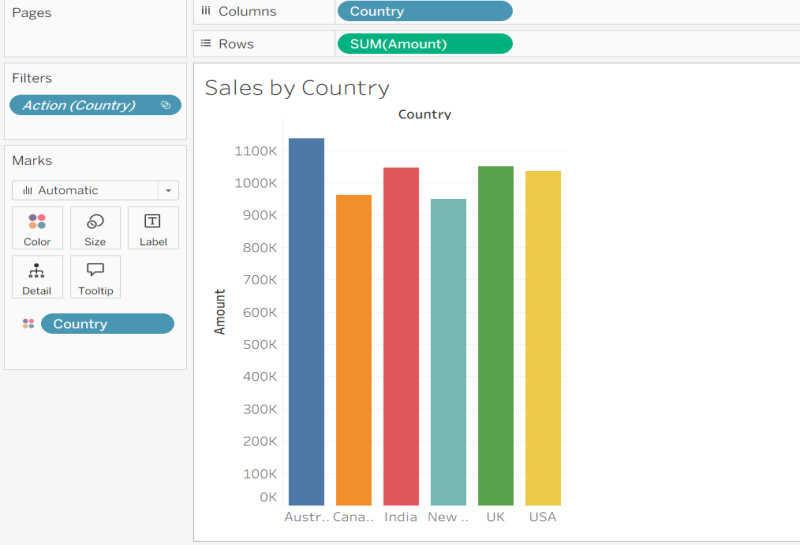 Pages
Columns
Country
Rows
SUM(Amount)
Filters
Action (Country)
Marks
Automatic
Color
Size
Label
Detail
Tooltip
Country
Sales by Country
Country
1100K
1000K
900K
800K
700K
600K
500K
400K
300K
200K
100K
0K
Amount
Austr.. Cana.. India New .. UK USA